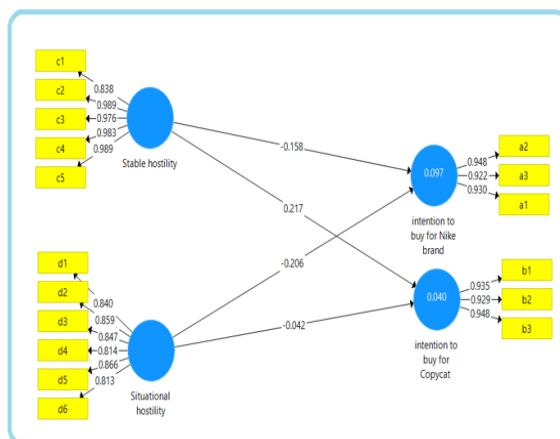 c1
c2
c3
c4
c5
0.838
0.989
0.976
0.983
0.989
Stable hostility
-0.158
0.217
-0.206
-0.042
0.097
intention to
buy for Nike
brand
0.948
0.922
0.930
a2
a3
a1
d1
d2
d3
d4
d5
d6
0.840
0.859
0.847
0.814
0.866
0.813
Situational
hostility
0.040
intention to
buy for
Copycat
0.935
0.929
0.948
b1
b2
b3